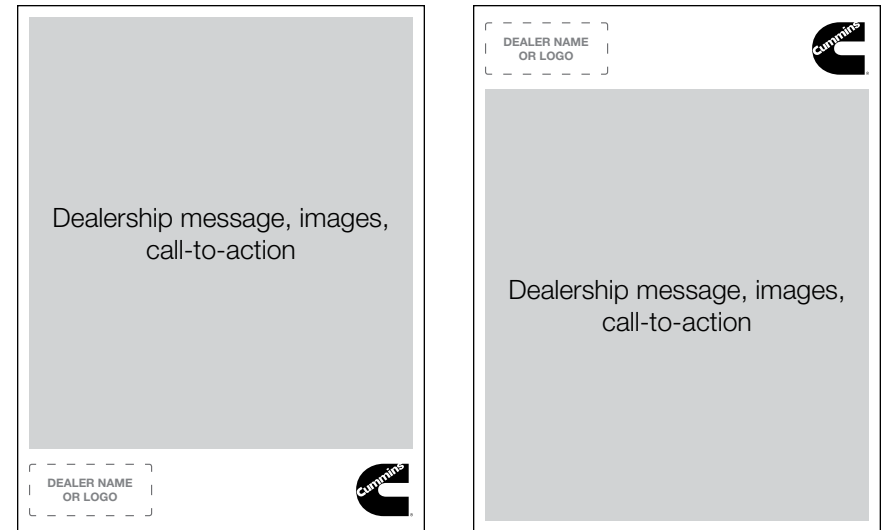 Dealership message, images,
call-to-action
DEALER NAME
OR LOGO
Cummins
®
DEALER NAME
OR LOGO
Cummins
®
Dealership message, images,
call-to-action